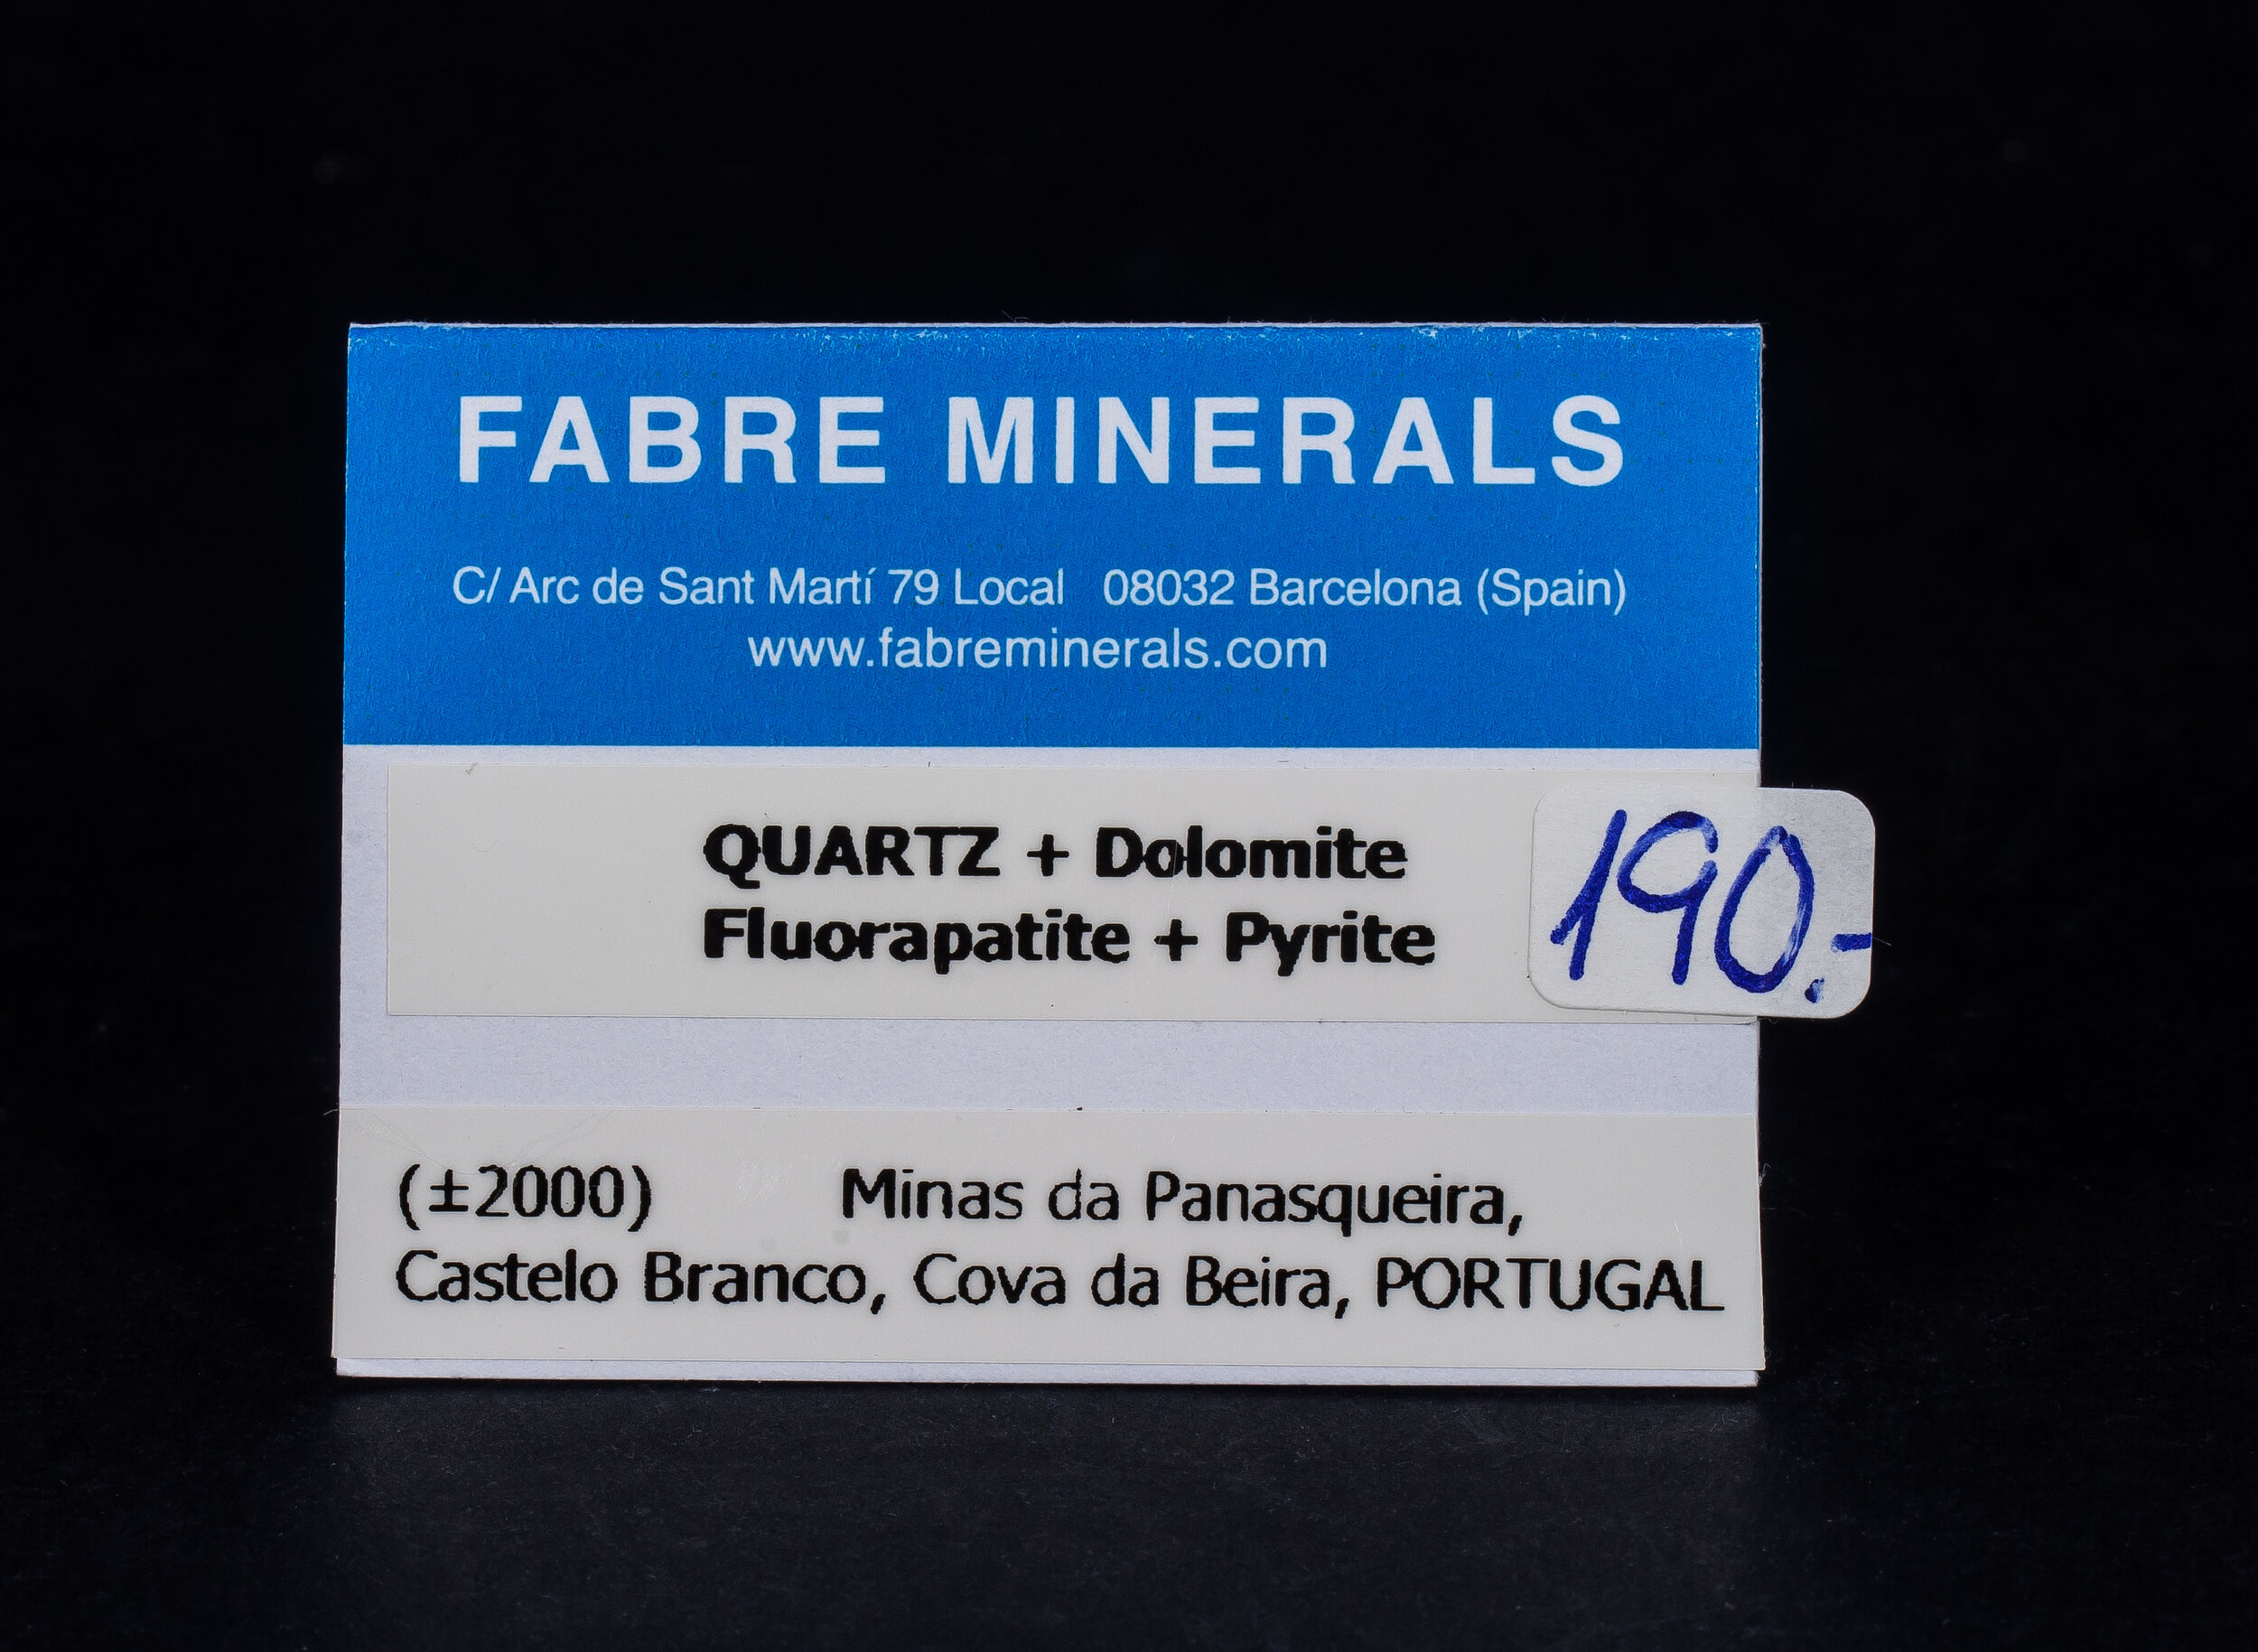 FABRE MINERALS
C/ Arc de Sant Martí 79 Local 08032 Barcelona (Spain)
www.fabreminerals.com
QUARTZ + Dolomite
Fluorapatite + Pyrite
190.-
(±2000) Minas da Panasqueira,
Castelo Branco, Cova da Beira, PORTUGAL